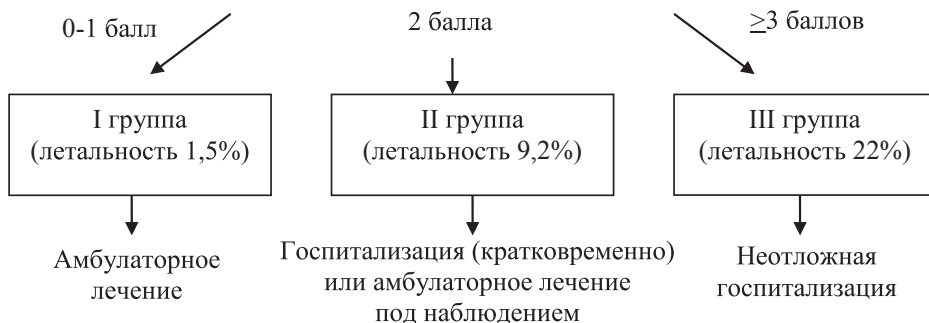 0-1 балл
2 балла
≥3 баллов
I группа
(летальность 1,5%)
II группа
(летальность 9,2%)
III группа
(летальность 22%)
Амбулаторное
лечение
Госпитализация (кратковременно)
или амбулаторное лечение
под наблюдением
Неотложная
госпитализация